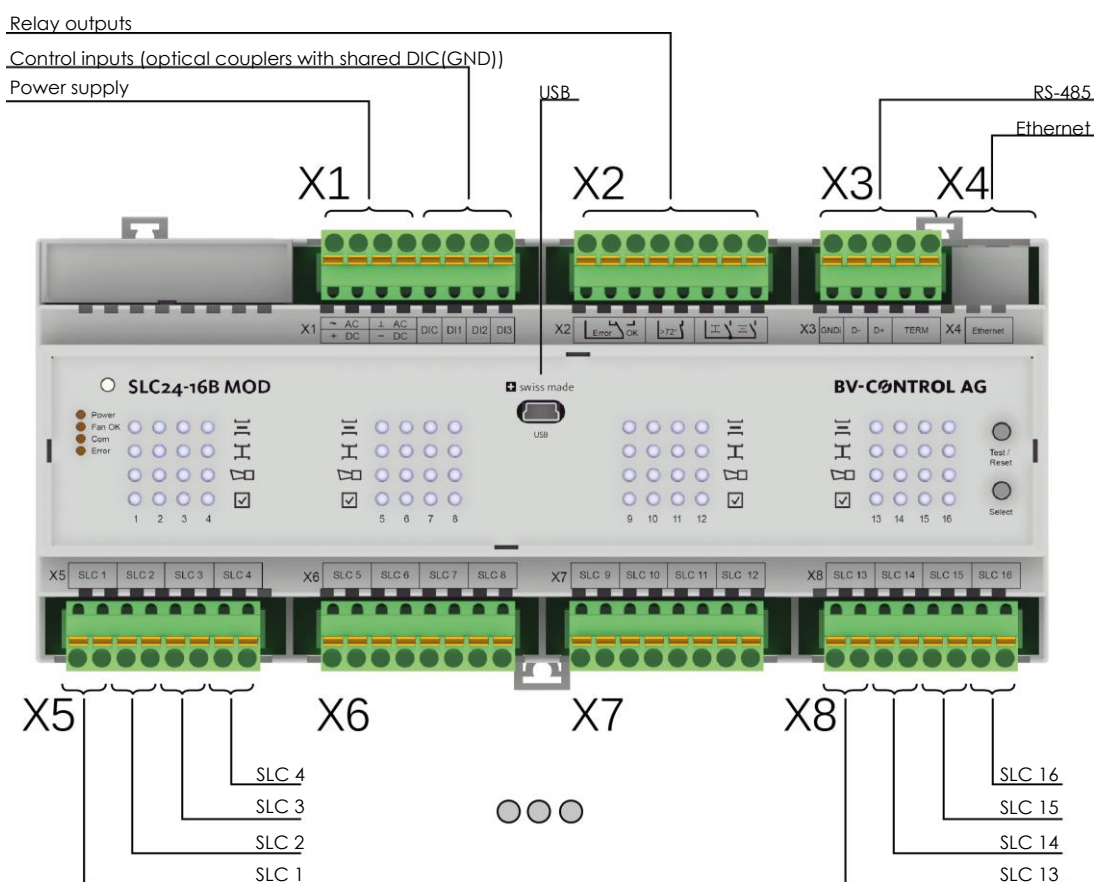 Relay outputs
Control inputs (optical couplers with shared DIC(GND))
Power supply
USB
RS-485
Ethernet
X1
X2
X3
X4
X1 ~ AC ⊥ AC DIC DI1 DI2 DI3
+ DC − DC
X2 Error OK >72°
X3 GNDi D- D+ TERM X4 Ethernet
SLC24-16B MOD
swiss made
BV-CONTROL AG
USB
Power
Fan OK
Com
Error
Test / Reset
Select
1 2 3 4
5 6 7 8
9 10 11 12
13 14 15 16
X5 SLC 1 SLC 2 SLC 3 SLC 4
X6 SLC 5 SLC 6 SLC 7 SLC 8
X7 SLC 9 SLC 10 SLC 11 SLC 12
X8 SLC 13 SLC 14 SLC 15 SLC 16
X5
X6
X7
X8
SLC 4
SLC 3
SLC 2
SLC 1
SLC 16
SLC 15
SLC 14
SLC 13